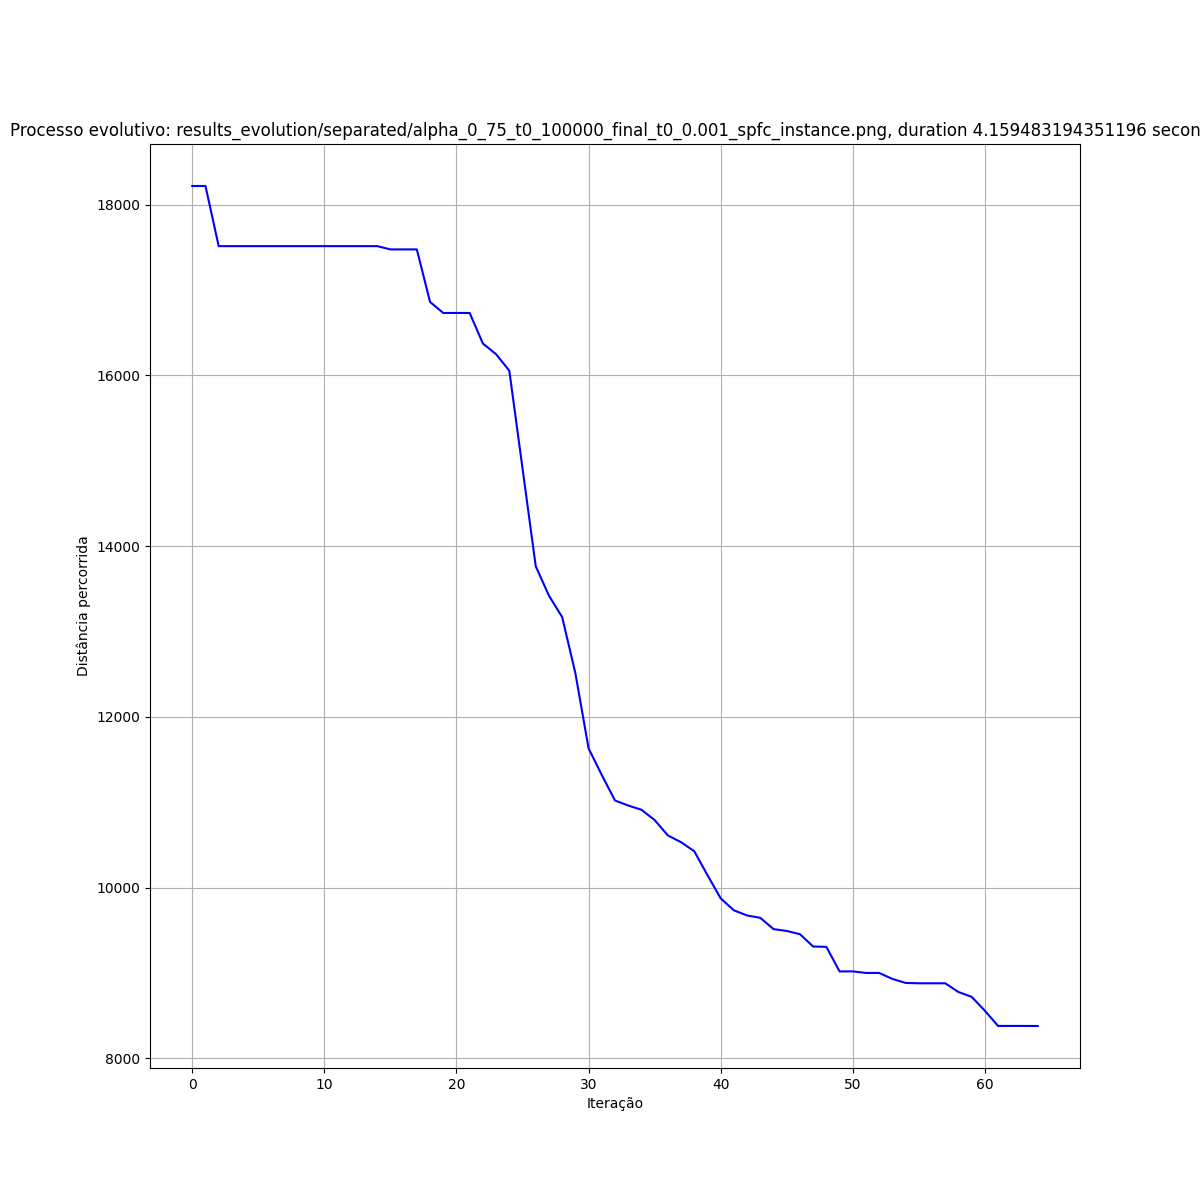 Processo evolutivo: results_evolution/separated/alpha_0_75_t0_100000_final_t0_0.001_spfc_instance.png, duration 4.159483194351196 secon
18000
16000
14000
12000
10000
8000
Distância percorrida
0 10 20 30 40 50 60
Iteração